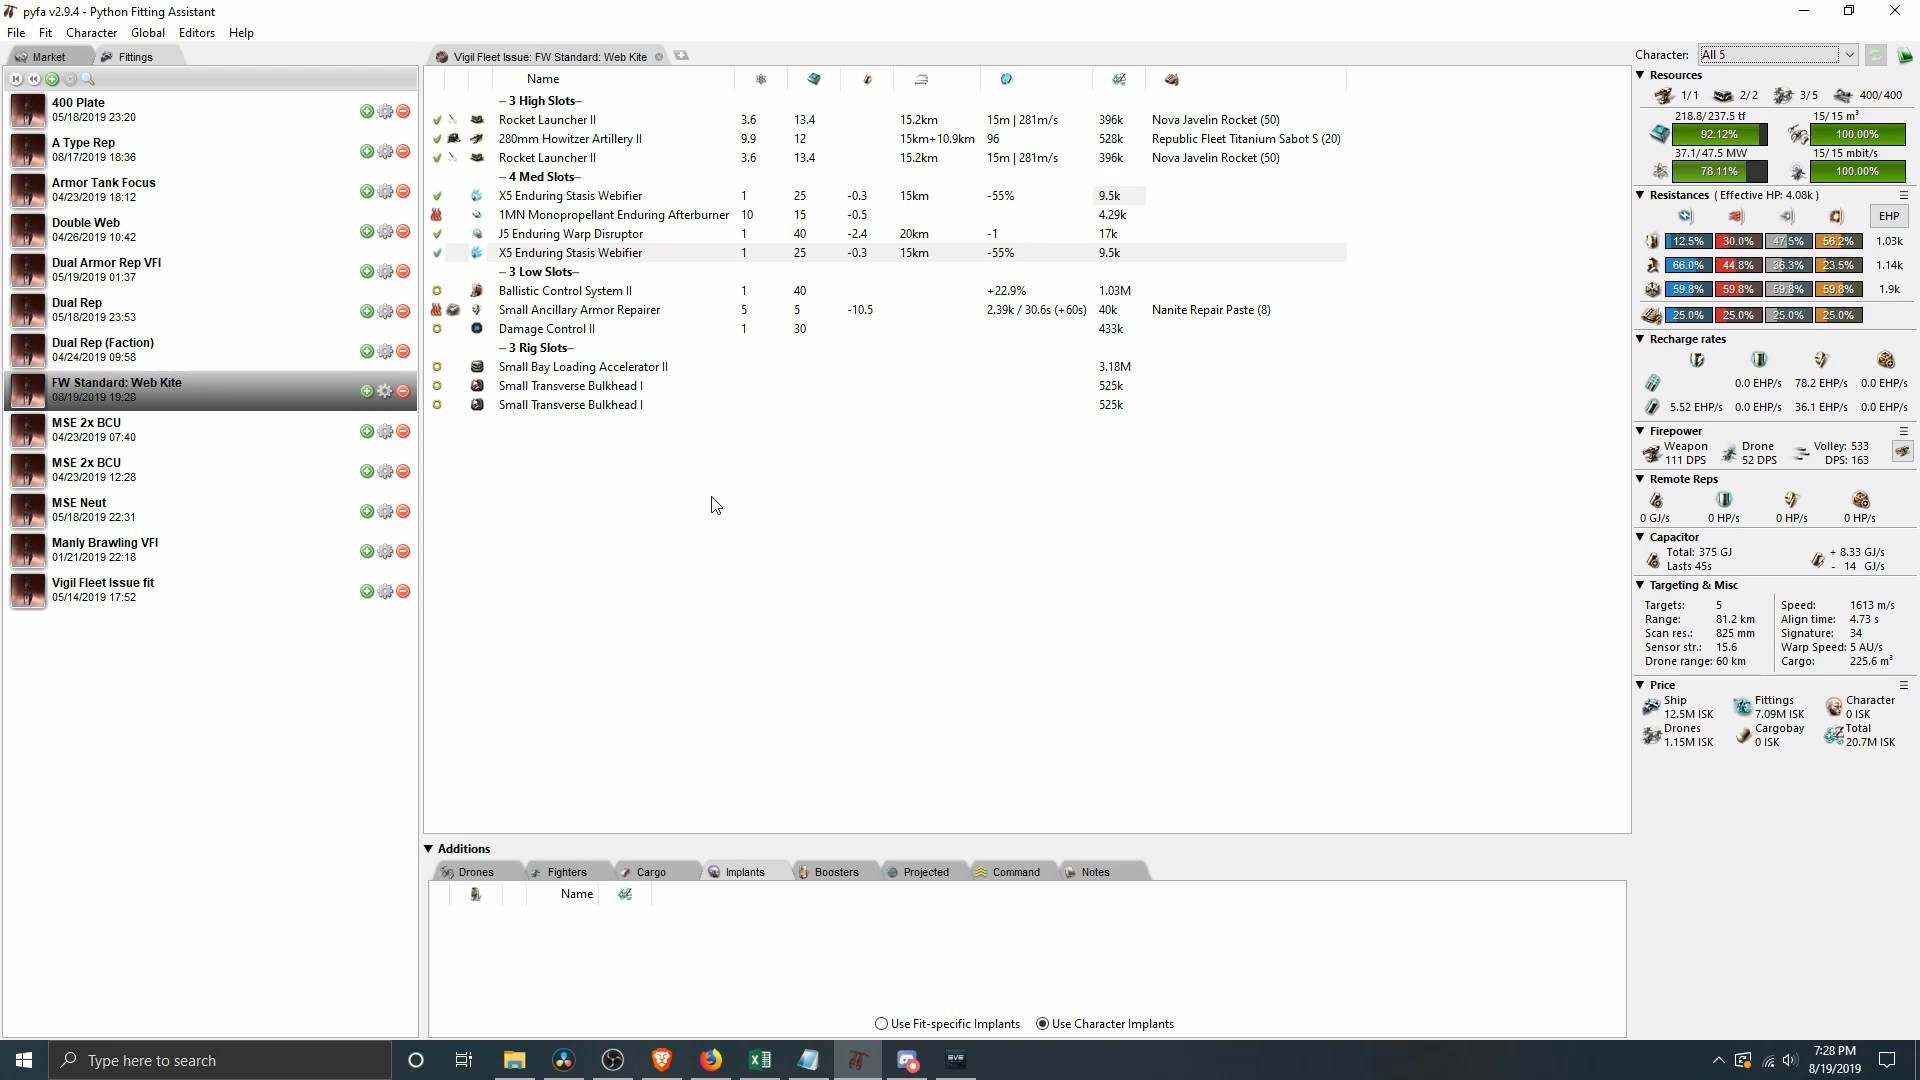 pyfa v2.9.4 - Python Fitting Assistant
File Fit Character Global Editors Help
Market Fittings
400 Plate
05/18/2019 23:20
A Type Rep
08/17/2019 18:36
Armor Tank Focus
04/23/2019 18:12
Double Web
04/26/2019 10:42
Dual Armor Rep VFI
05/19/2019 01:37
Dual Rep
05/18/2019 23:53
Dual Rep (Faction)
04/24/2019 09:58
FW Standard: Web Kite
08/19/2019 19:28
MSE 2x BCU
04/23/2019 07:40
MSE 2x BCU
04/23/2019 12:28
MSE Neut
05/18/2019 22:31
Manly Brawling VFI
01/21/2019 22:18
Vigil Fleet Issue fit
05/14/2019 17:52
Vigil Fleet Issue: FW Standard: Web Kite
Name
– 3 High Slots–
Rocket Launcher II 3.6 13.4 15.2km 15m | 281m/s 396k Nova Javelin Rocket (50)
280mm Howitzer Artillery II 9.9 12 15km+10.9km 96 528k Republic Fleet Titanium Sabot S (20)
Rocket Launcher II 3.6 13.4 15.2km 15m | 281m/s 396k Nova Javelin Rocket (50)
– 4 Med Slots–
X5 Enduring Stasis Webifier 1 25 -0.3 15km -55% 9.5k
1MN Monopropellant Enduring Afterburner 10 15 -0.5 4.29k
J5 Enduring Warp Disruptor 1 40 -2.4 20km -1 17k
X5 Enduring Stasis Webifier 1 25 -0.3 15km -55% 9.5k
– 3 Low Slots–
Ballistic Control System II 1 40 +22.9% 1.03M
Small Ancillary Armor Repairer 5 5 -10.5 2.39k / 30.6s (+60s) 40k Nanite Repair Paste (8)
Damage Control II 1 30 433k
– 3 Rig Slots–
Small Bay Loading Accelerator II 3.18M
Small Transverse Bulkhead I 525k
Small Transverse Bulkhead I 525k
Additions
Drones Fighters Cargo Implants Boosters Projected Command Notes
Name
Use Fit-specific Implants Use Character Implants
Character: All 5
Resources
1/1 2/2 3/5 400/400
218.8/237.5 tf 15/15 m³
92.12% 100.00%
37.1/47.5 MW 15/15 mbit/s
78.11% 100.00%
Resistances ( Effective HP: 4.08k )
EHP
12.5% 30.0% 47.5% 56.2% 1.03k
66.0% 44.8% 36.3% 23.5% 1.14k
59.8% 59.8% 59.8% 59.8% 1.9k
25.0% 25.0% 25.0% 25.0%
Recharge rates
0.0 EHP/s 78.2 EHP/s 0.0 EHP/s
5.52 EHP/s 0.0 EHP/s 36.1 EHP/s 0.0 EHP/s
Firepower
Weapon Drone Volley: 533
111 DPS 52 DPS DPS: 163
Remote Reps
0 GJ/s 0 HP/s 0 HP/s 0 HP/s
Capacitor
Total: 375 GJ + 8.33 GJ/s
Lasts 45s - 14 GJ/s
Targeting & Misc
Targets: 5 Speed: 1613 m/s
Range: 81.2 km Align time: 4.73 s
Scan res.: 825 mm Signature: 34
Sensor str.: 15.6 Warp Speed: 5 AU/s
Drone range: 60 km Cargo: 225.6 m³
Price
Ship Fittings Character
12.5M ISK 7.09M ISK 0 ISK
Drones Cargobay Total
1.15M ISK 0 ISK 20.7M ISK
Type here to search
EVE
7:28 PM
8/19/2019